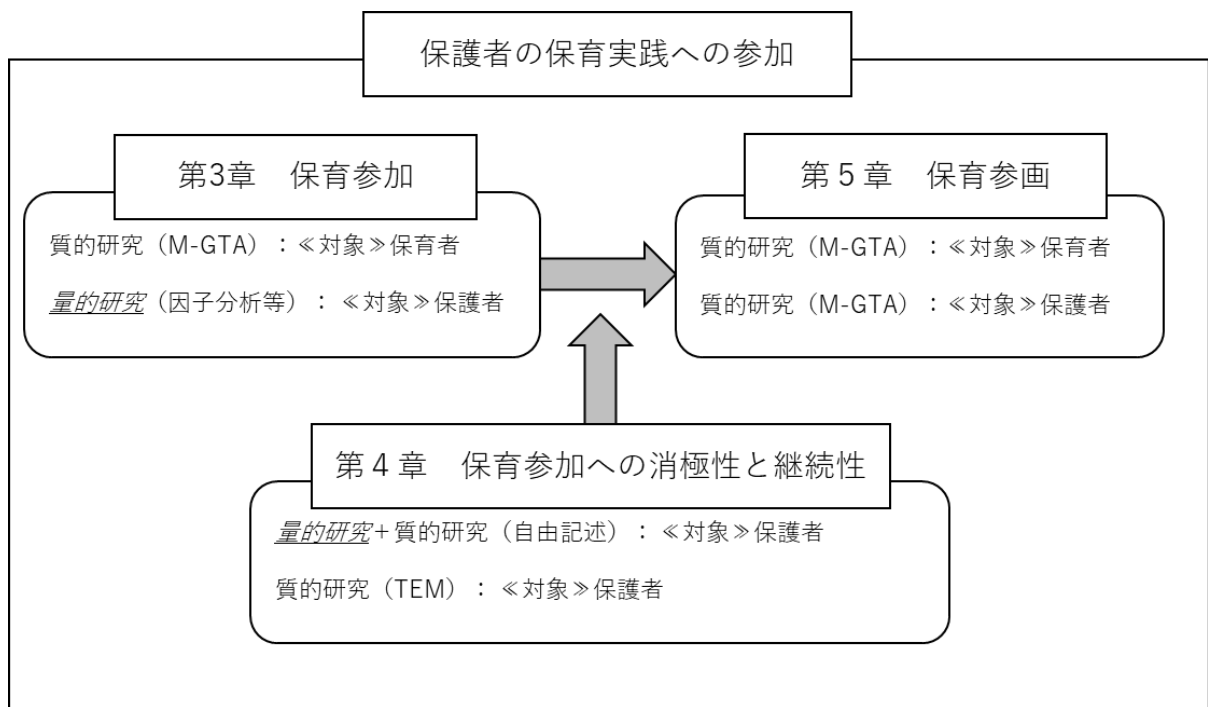 保護者の保育実践への参加
第3章　保育参加
質的研究（M-GTA）：≪対象≫保育者
量的研究（因子分析等）：≪対象≫保護者
第５章　保育参画
質的研究（M-GTA）：≪対象≫保育者
質的研究（M-GTA）：≪対象≫保護者
第４章　保育参加への消極性と継続性
量的研究＋質的研究（自由記述）：≪対象≫保護者
質的研究（TEM）：≪対象≫保護者